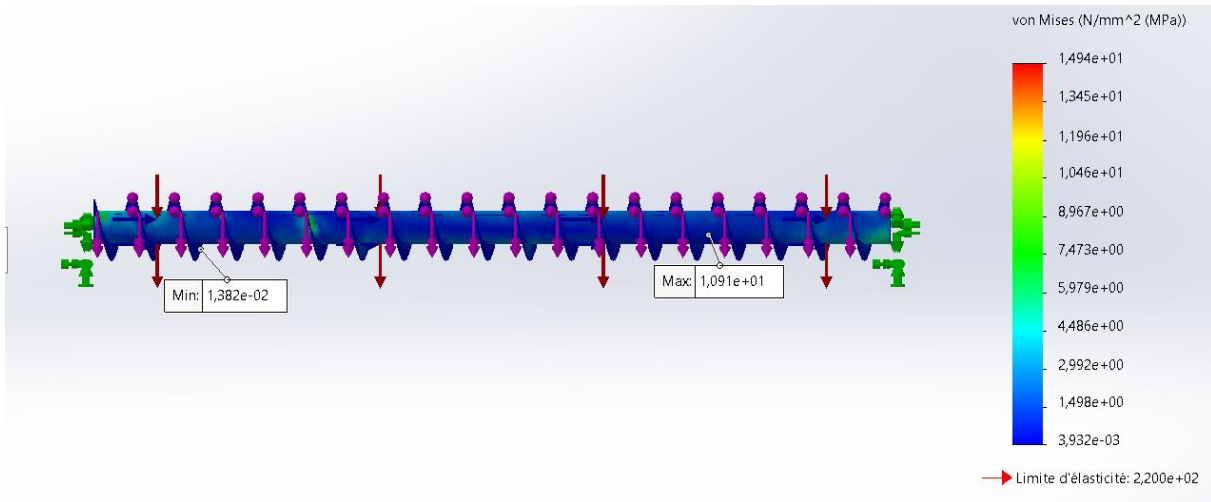 von Mises (N/mm^2 (MPa))
1,494e+01
1,345e+01
1,196e+01
1,046e+01
8,967e+00
7,473e+00
5,979e+00
4,486e+00
2,992e+00
1,498e+00
3,932e-03
Limite d'élasticité: 2,200e+02
Min: 1,382e-02
Max: 1,091e+01